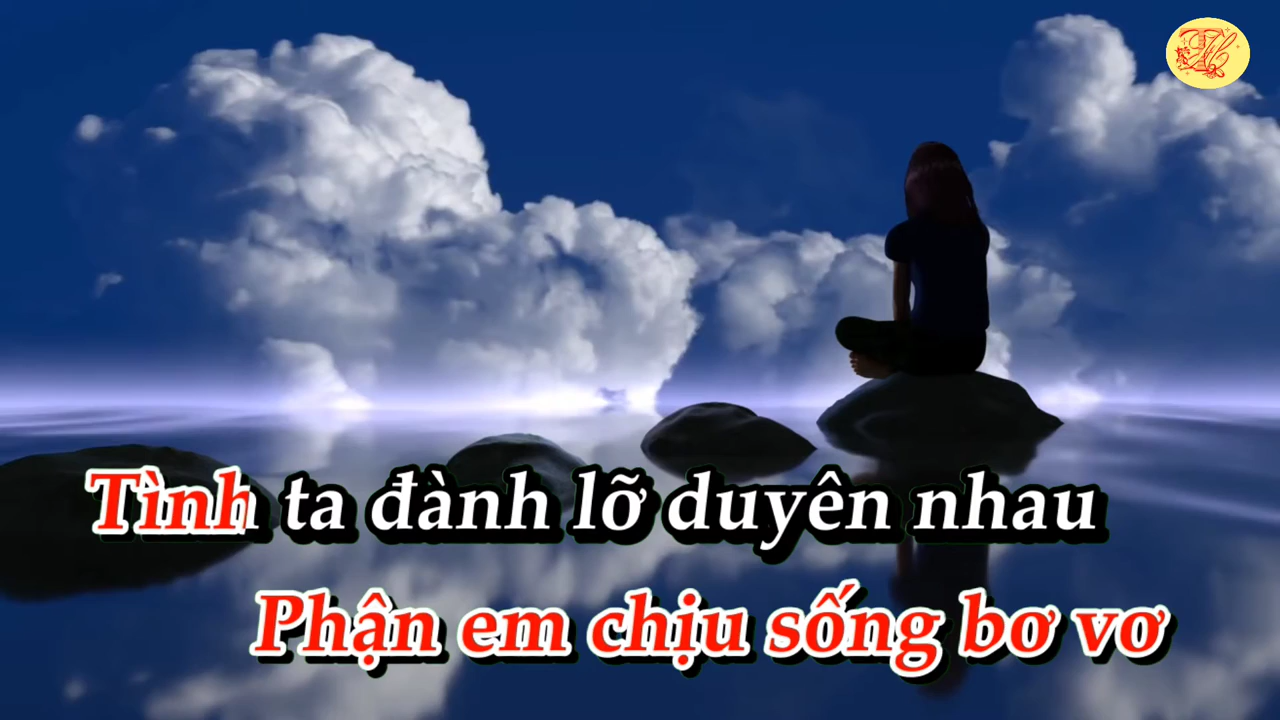 Tình ta đành lỡ duyên nhau
Phận em chịu sống bơ vơ